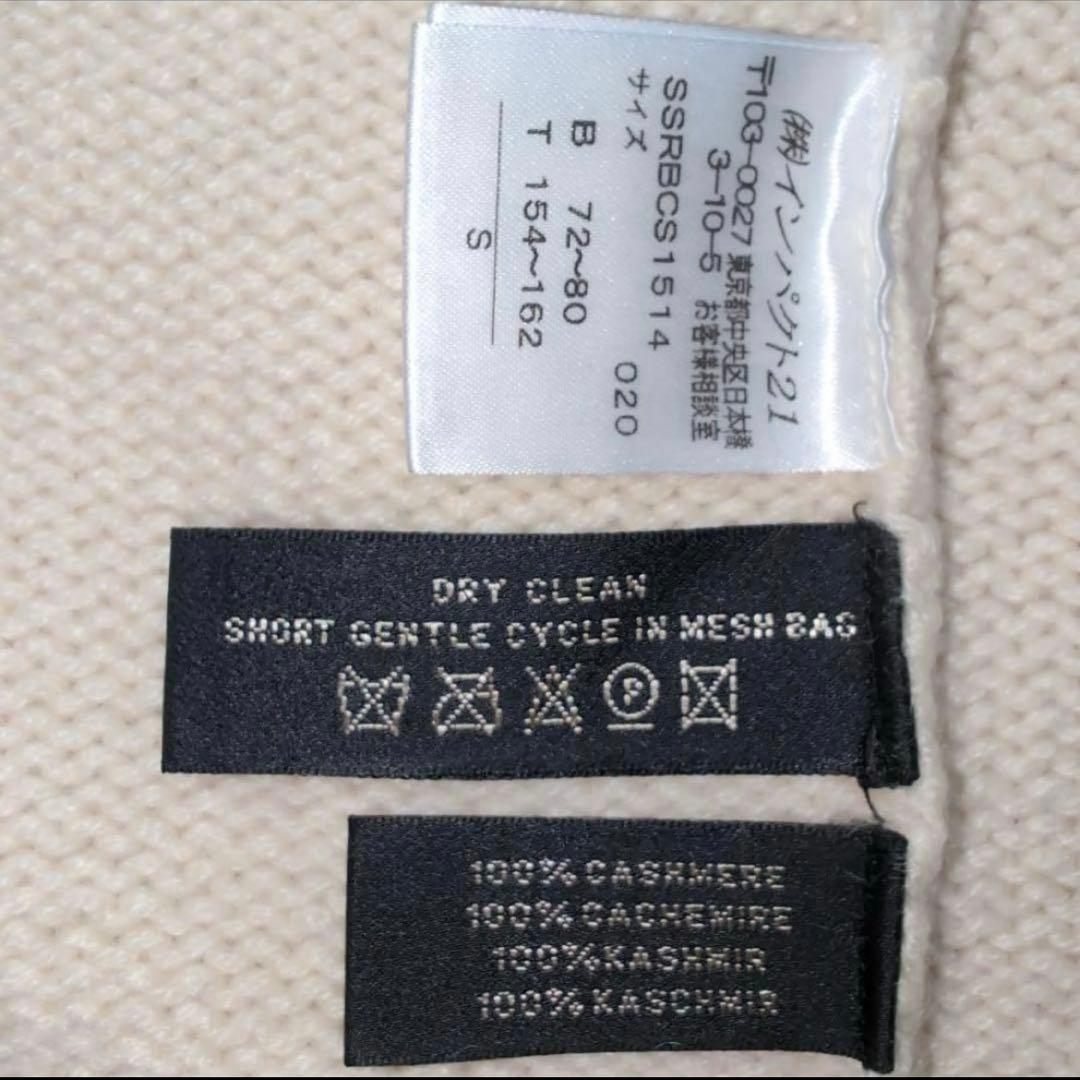 ㈱インパクト21
〒103-0027 東京都中央区日本橋
3-10-5 お客様相談室
SSRBCS1514
サイズ 020
B 72~80
T 154~162
S
DRY CLEAN
SHORT GENTLE CYCLE IN MESH BAG
100% CASHMERE
100% CACHEMIRE
100% KASHMIR
100% KASCHMIR